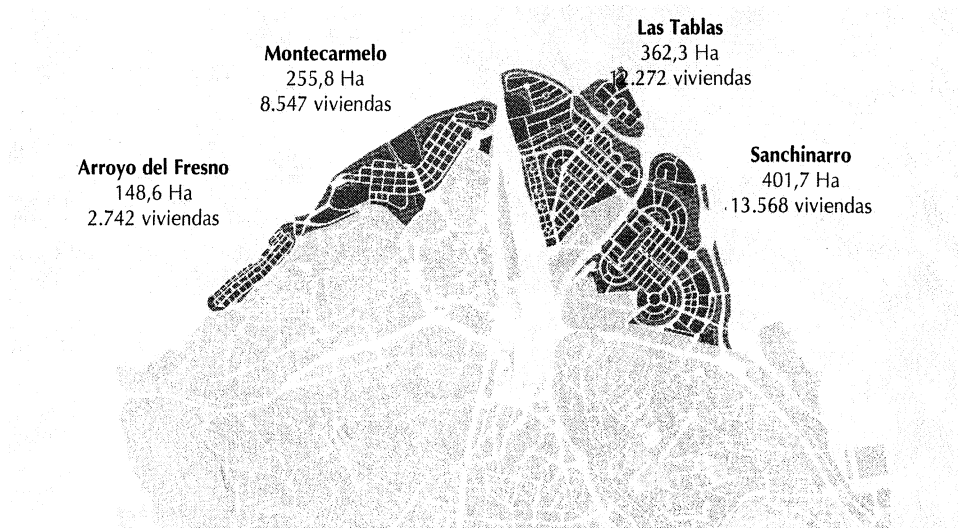 Las Tablas
362,3 Ha
12.272 viviendas
Montecarmelo
255,8 Ha
8.547 viviendas
Sanchinarro
401,7 Ha
13.568 viviendas
Arroyo del Fresno
148,6 Ha
2.742 viviendas